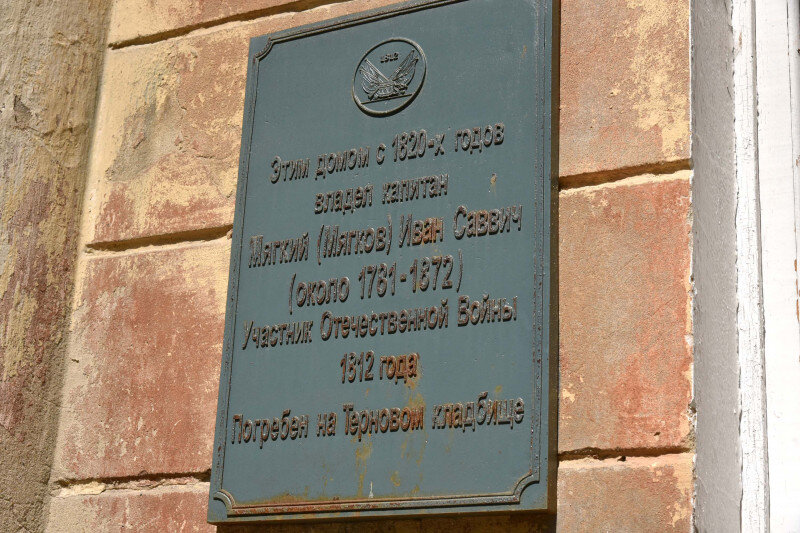 1812
Этим домом с 1820-х годов
владел капитан
Мягкий (Мягков) Иван Саввич
(около 1781-1872)
Участник Отечественной Войны
1812 года
Погребен на Терновом кладбище